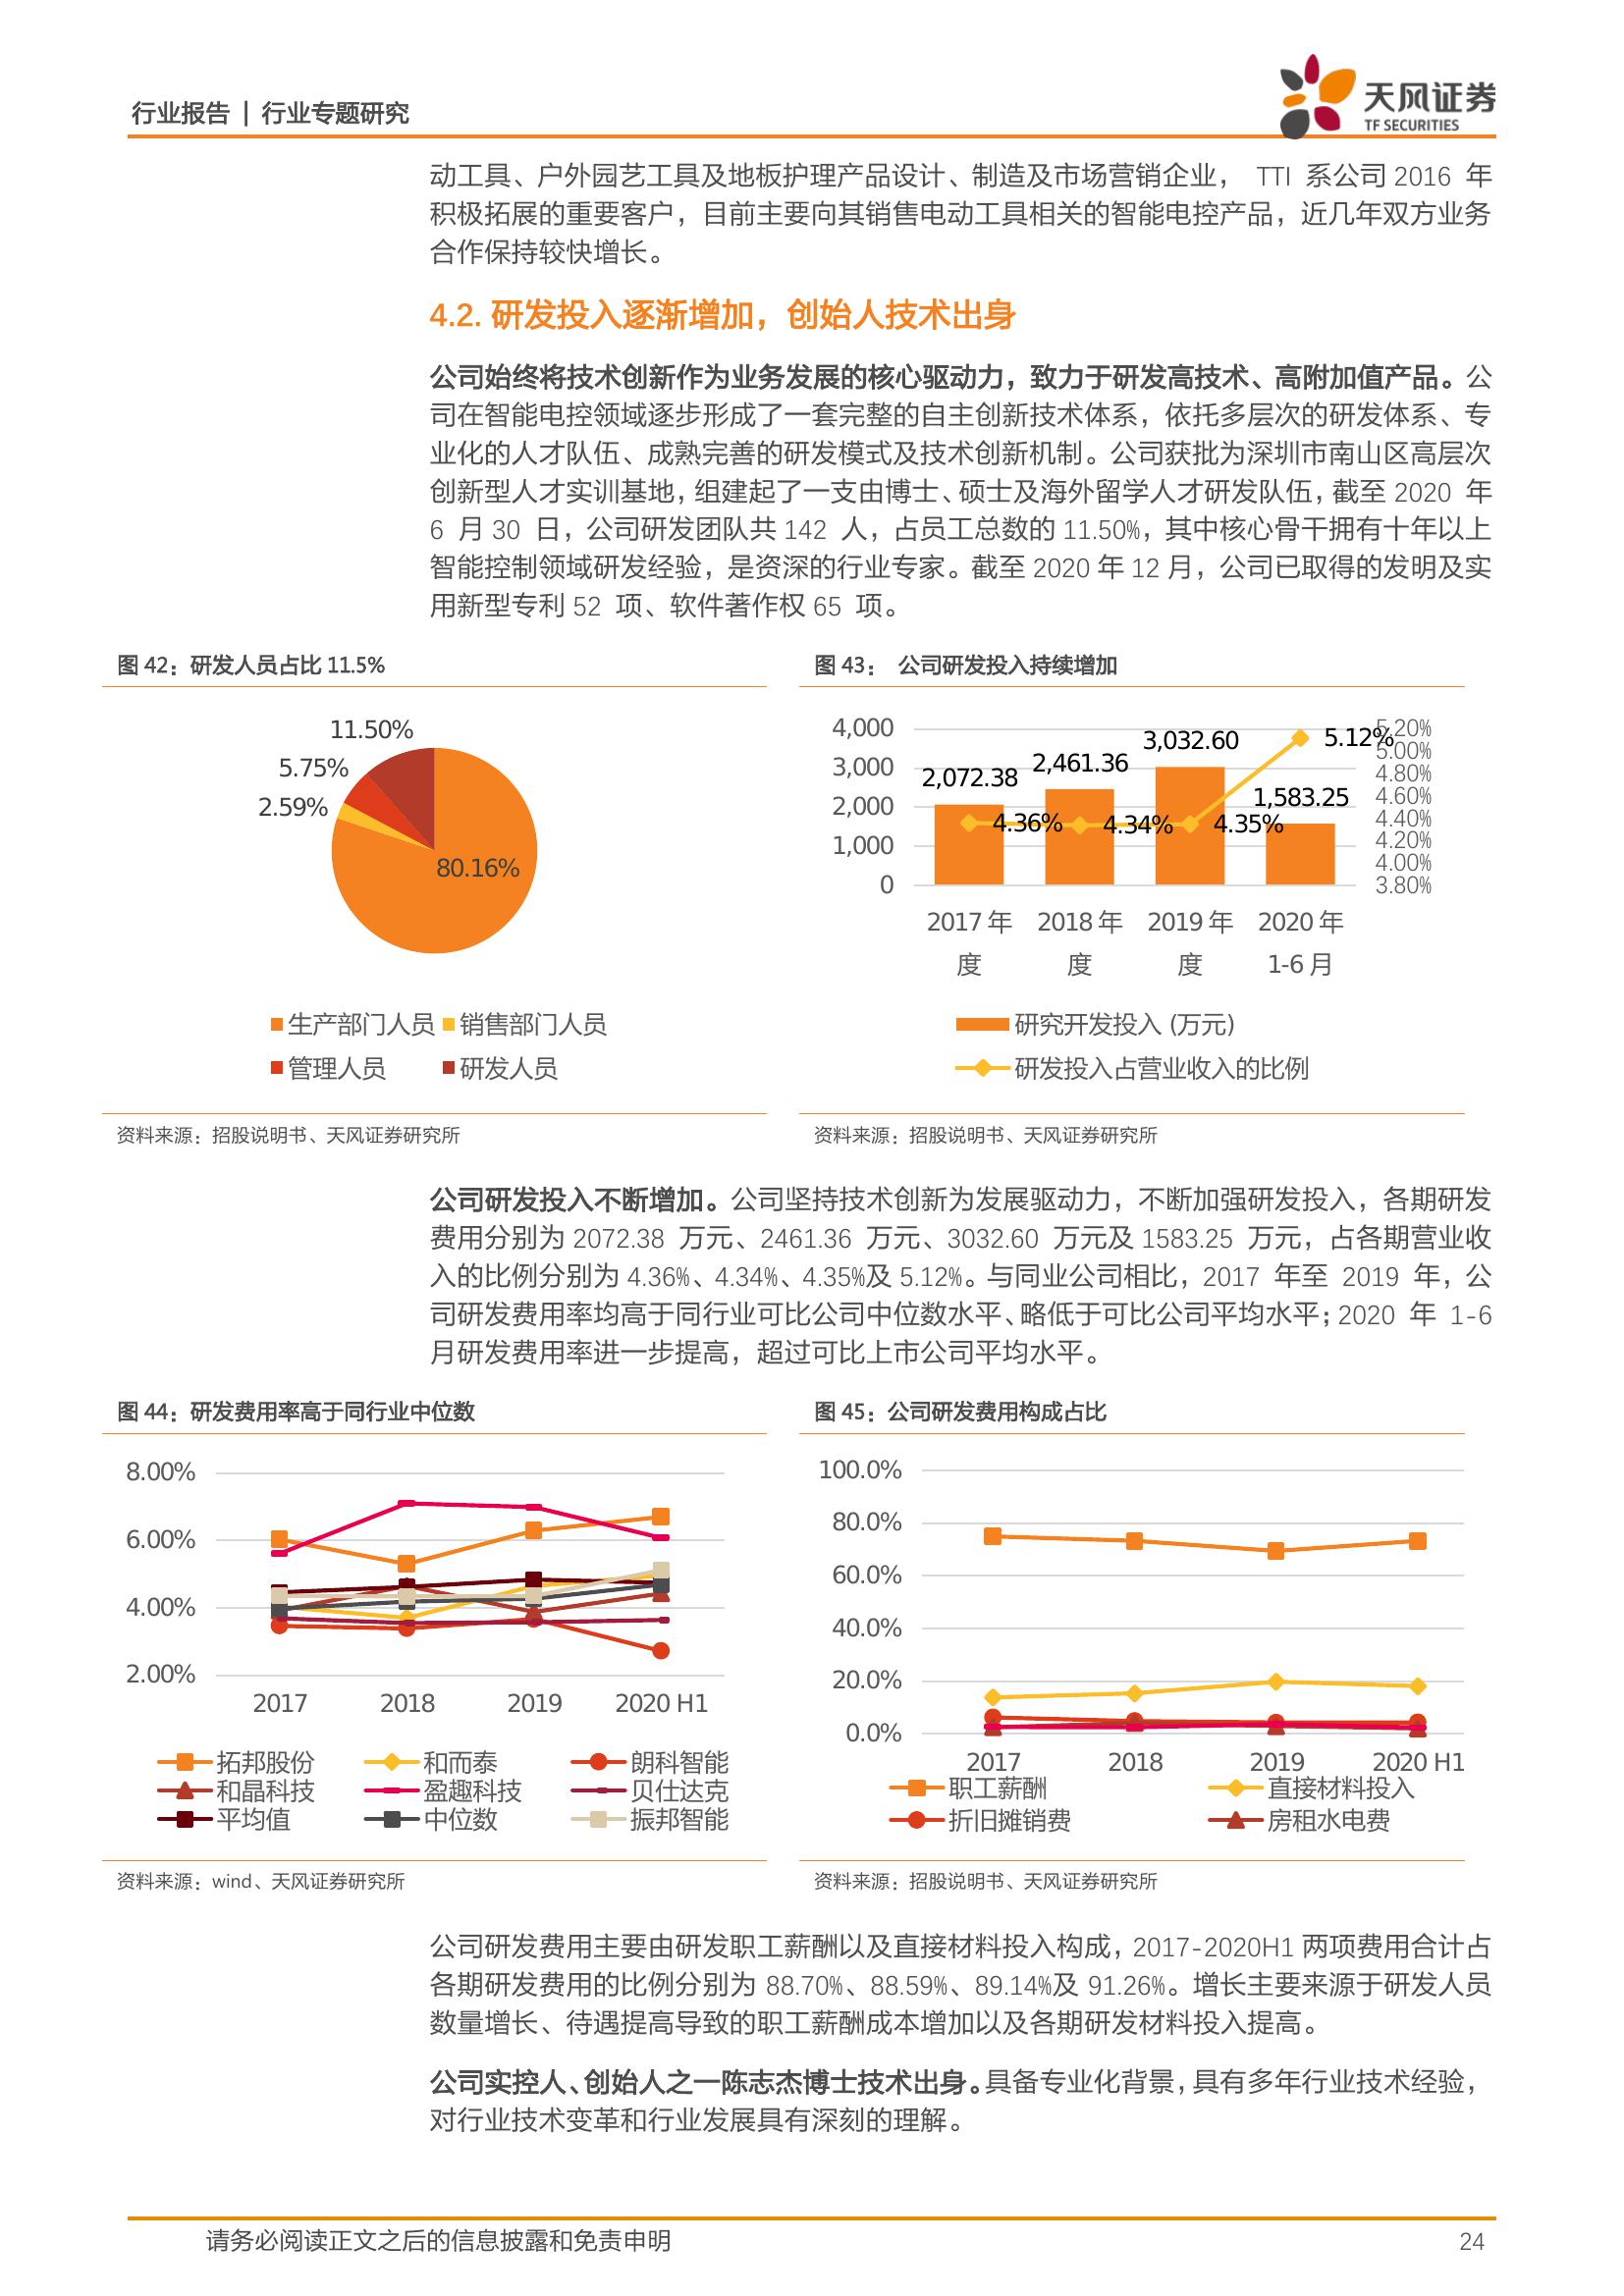 行业报告 | 行业专题研究
天风证券
TF SECURITIES
动工具、户外园艺工具及地板护理产品设计、制造及市场营销企业， TTI 系公司 2016 年
积极拓展的重要客户，目前主要向其销售电动工具相关的智能电控产品，近几年双方业务
合作保持较快增长。
4.2. 研发投入逐渐增加，创始人技术出身
公司始终将技术创新作为业务发展的核心驱动力，致力于研发高技术、高附加值产品。公
司在智能电控领域逐步形成了一套完整的自主创新技术体系，依托多层次的研发体系、专
业化的人才队伍、成熟完善的研发模式及技术创新机制。公司获批为深圳市南山区高层次
创新型人才实训基地，组建起了一支由博士、硕士及海外留学人才研发队伍，截至 2020 年
6 月 30 日，公司研发团队共 142 人，占员工总数的 11.50%，其中核心骨干拥有十年以上
智能控制领域研发经验，是资深的行业专家。截至 2020 年 12 月，公司已取得的发明及实
用新型专利 52 项、软件著作权 65 项。
图 42：研发人员占比 11.5%
11.50%
5.75%
2.59%
80.16%
生产部门人员 销售部门人员
管理人员 研发人员
资料来源：招股说明书、天风证券研究所
图 43： 公司研发投入持续增加
4,000
3,000
2,000
1,000
0
2,072.38
2,461.36
3,032.60
1,583.25
4.36%
4.34%
4.35%
5.12%
5.20%
5.00%
4.80%
4.60%
4.40%
4.20%
4.00%
3.80%
2017 年 2018 年 2019 年 2020 年
度 度 度 1-6 月
研究开发投入 (万元)
研发投入占营业收入的比例
资料来源：招股说明书、天风证券研究所
公司研发投入不断增加。公司坚持技术创新为发展驱动力，不断加强研发投入，各期研发
费用分别为 2072.38 万元、2461.36 万元、3032.60 万元及 1583.25 万元，占各期营业收
入的比例分别为 4.36%、4.34%、4.35%及 5.12%。与同业公司相比，2017 年至 2019 年，公
司研发费用率均高于同行业可比公司中位数水平、略低于可比公司平均水平；2020 年 1-6
月研发费用率进一步提高，超过可比上市公司平均水平。
图 44：研发费用率高于同行业中位数
8.00%
6.00%
4.00%
2.00%
2017 2018 2019 2020 H1
拓邦股份 和而泰 朗科智能
和晶科技 盈趣科技 贝仕达克
平均值 中位数 振邦智能
资料来源：wind、天风证券研究所
图 45：公司研发费用构成占比
100.0%
80.0%
60.0%
40.0%
20.0%
0.0%
2017 2018 2019 2020 H1
职工薪酬 直接材料投入
折旧摊销费 房租水电费
资料来源：招股说明书、天风证券研究所
公司研发费用主要由研发职工薪酬以及直接材料投入构成，2017-2020H1 两项费用合计占
各期研发费用的比例分别为 88.70%、88.59%、89.14%及 91.26%。增长主要来源于研发人员
数量增长、待遇提高导致的职工薪酬成本增加以及各期研发材料投入提高。
公司实控人、创始人之一陈志杰博士技术出身。具备专业化背景，具有多年行业技术经验，
对行业技术变革和行业发展具有深刻的理解。
请务必阅读正文之后的信息披露和免责申明
24